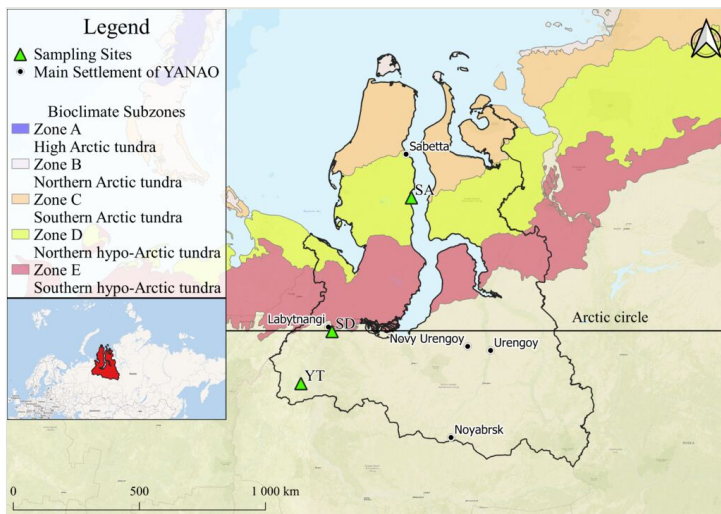 Legend
Sampling Sites
Main Settlement of YANAO
Bioclimate Subzones
Zone A
High Arctic tundra
Zone B
Northern Arctic tundra
Zone C
Southern Arctic tundra
Zone D
Northern hypo-Arctic tundra
Zone E
Southern hypo-Arctic tundra
Sabetta
SA
Labytnangi
SD
Arctic circle
Novy Urengoy
Urengoy
YT
Noyabrsk
0
500
1 000 km